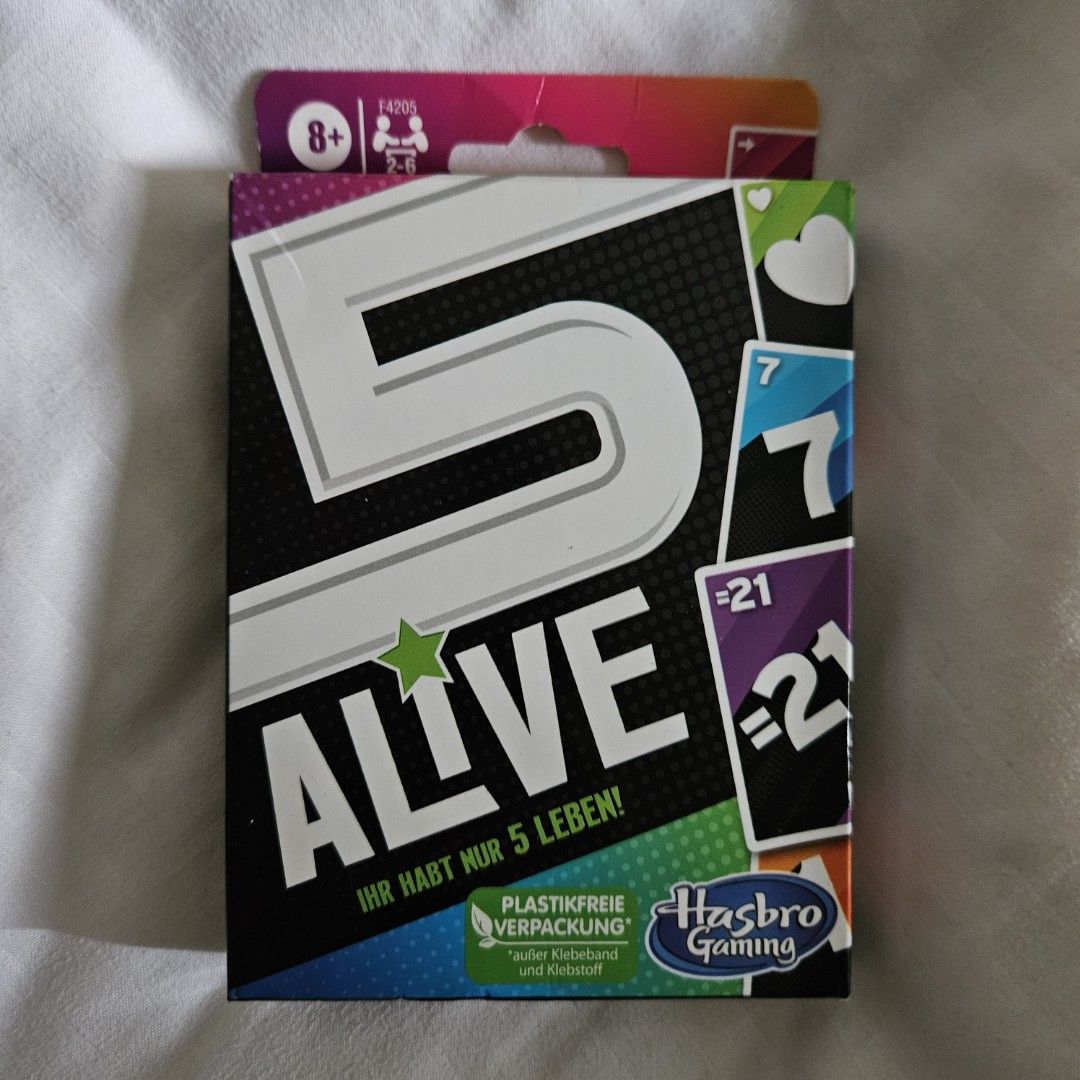 8+
F4205
2-6
5
ALIVE
IHR HABT NUR 5 LEBEN!
7
7
=21
=21
PLASTIKFREIE
VERPACKUNG*
*außer Klebeband
und Klebstoff
Hasbro
Gaming